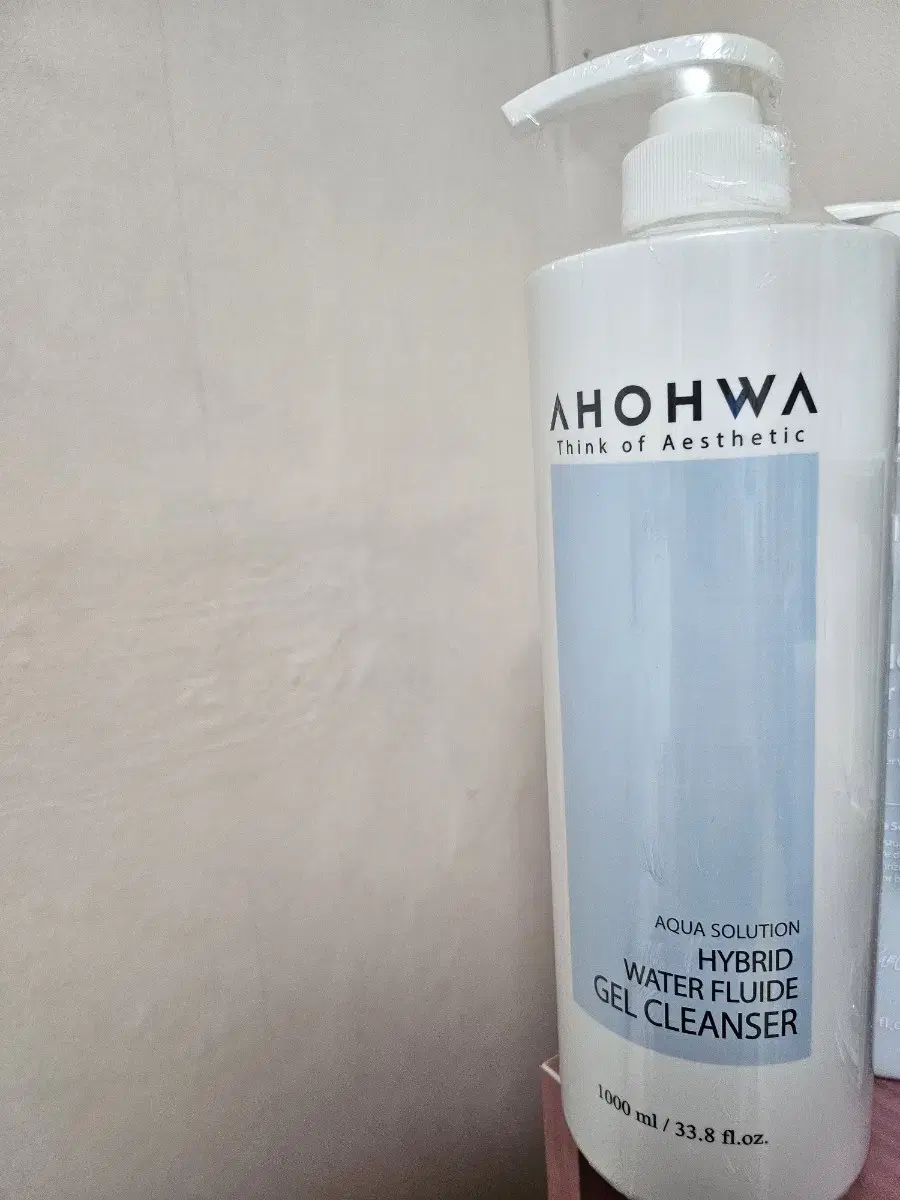 AHOHWA
Think of Aesthetic
AQUA SOLUTION
HYBRID
WATER FLUIDE
GEL CLEANSER
1000 ml / 33.8 fl.oz.